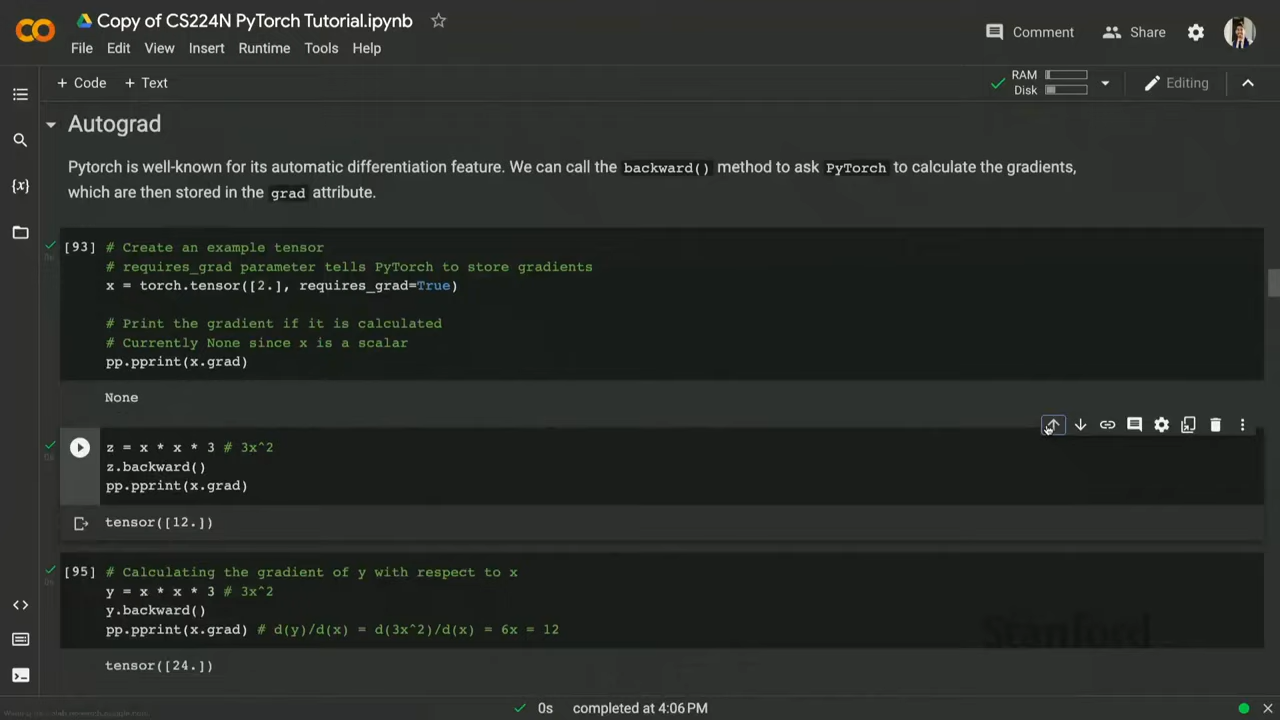 Copy of CS224N PyTorch Tutorial.ipynb
File Edit View Insert Runtime Tools Help
Comment
Share
+ Code + Text
RAM
Disk
Editing
Autograd
Pytorch is well-known for its automatic differentiation feature. We can call the backward() method to ask PyTorch to calculate the gradients,
which are then stored in the grad attribute.
[93] # Create an example tensor
# requires_grad parameter tells PyTorch to store gradients
x = torch.tensor([2.], requires_grad=True)
# Print the gradient if it is calculated
# Currently None since x is a scalar
pp.pprint(x.grad)
None
z = x * x * 3 # 3x^2
z.backward()
pp.pprint(x.grad)
tensor([12.])
[95] # Calculating the gradient of y with respect to x
y = x * x * 3 # 3x^2
y.backward()
pp.pprint(x.grad) # d(y)/d(x) = d(3x^2)/d(x) = 6x = 12
Stanford
tensor([24.])
0s completed at 4:06 PM